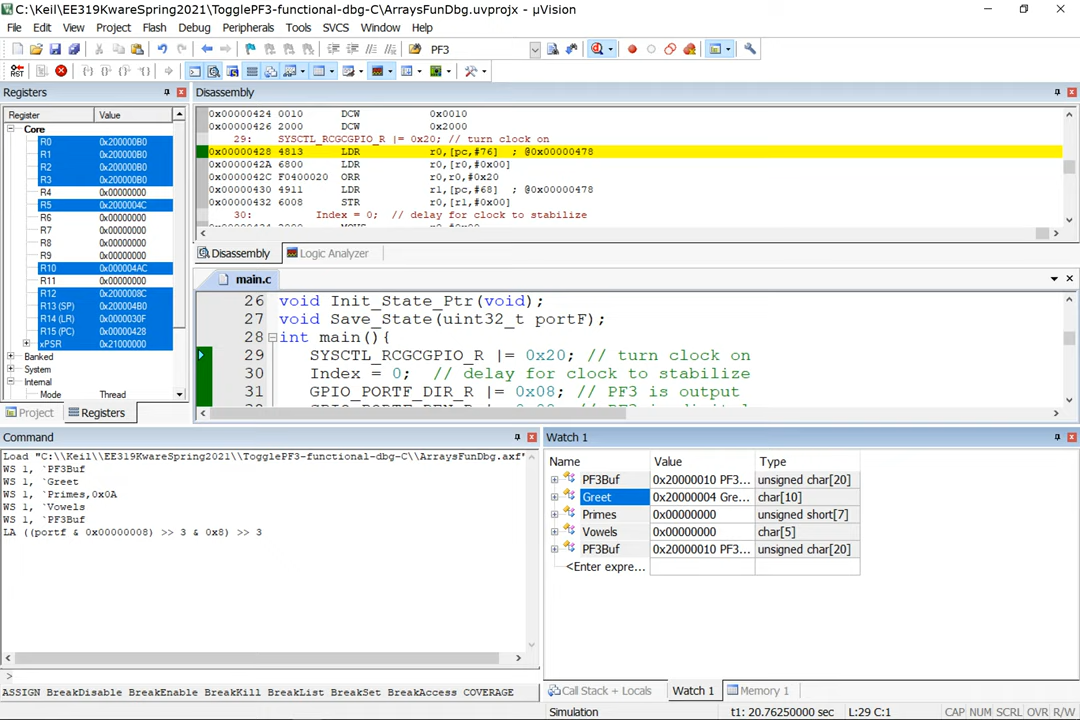 C:\Keil\EE319KwareSpring2021\TogglePF3-functional-dbg-C\ArraysFunDbg.uvprojx - µVision
File Edit View Project Flash Debug Peripherals Tools SVCS Window Help
PF3
Registers
Register Value
Core
R0 0x200000B0
R1 0x200000B0
R2 0x200000B0
R3 0x200000B0
R4 0x00000000
R5 0x2000004C
R6 0x00000000
R7 0x00000000
R8 0x00000000
R9 0x00000000
R10 0x000004AC
R11 0x00000000
R12 0x2000008C
R13 (SP) 0x200004B0
R14 (LR) 0x0000030F
R15 (PC) 0x00000428
xPSR 0x21000000
Banked
System
Internal
Mode Thread
Project Registers
Disassembly
0x00000424 0010 DCW 0x0010
0x00000426 2000 DCW 0x2000
29: SYSCTL_RCGCGPIO_R |= 0x20; // turn clock on
0x00000428 4813 LDR r0,[pc,#76] ; @0x00000478
0x0000042A 6800 LDR r0,[r0,#0x00]
0x0000042C F0400020 ORR r0,r0,#0x20
0x00000430 4911 LDR r1,[pc,#68] ; @0x00000478
0x00000432 6008 STR r0,[r1,#0x00]
30: Index = 0; // delay for clock to stabilize
Disassembly Logic Analyzer
main.c
26 void Init_State_Ptr(void);
27 void Save_State(uint32_t portF);
28 int main(){
29 SYSCTL_RCGCGPIO_R |= 0x20; // turn clock on
30 Index = 0; // delay for clock to stabilize
31 GPIO_PORTF_DIR_R |= 0x08; // PF3 is output
Command
Load "C:\\Keil\\EE319KwareSpring2021\\TogglePF3-functional-dbg-C\\ArraysFunDbg.axf"
WS 1, `PF3Buf
WS 1, `Greet
WS 1, `Primes,0x0A
WS 1, `Vowels
WS 1, `PF3Buf
LA ((portf & 0x00000008) >> 3 & 0x8) >> 3
>
ASSIGN BreakDisable BreakEnable BreakKill BreakList BreakSet BreakAccess COVERAGE
Watch 1
Name Value Type
PF3Buf 0x20000010 PF3... unsigned char[20]
Greet 0x20000004 Gre... char[10]
Primes 0x00000000 unsigned short[7]
Vowels 0x00000000 char[5]
PF3Buf 0x20000010 PF3... unsigned char[20]
<Enter expre...
Call Stack + Locals Watch 1 Memory 1
Simulation t1: 20.76250000 sec L:29 C:1 CAP NUM SCRL OVR R/W